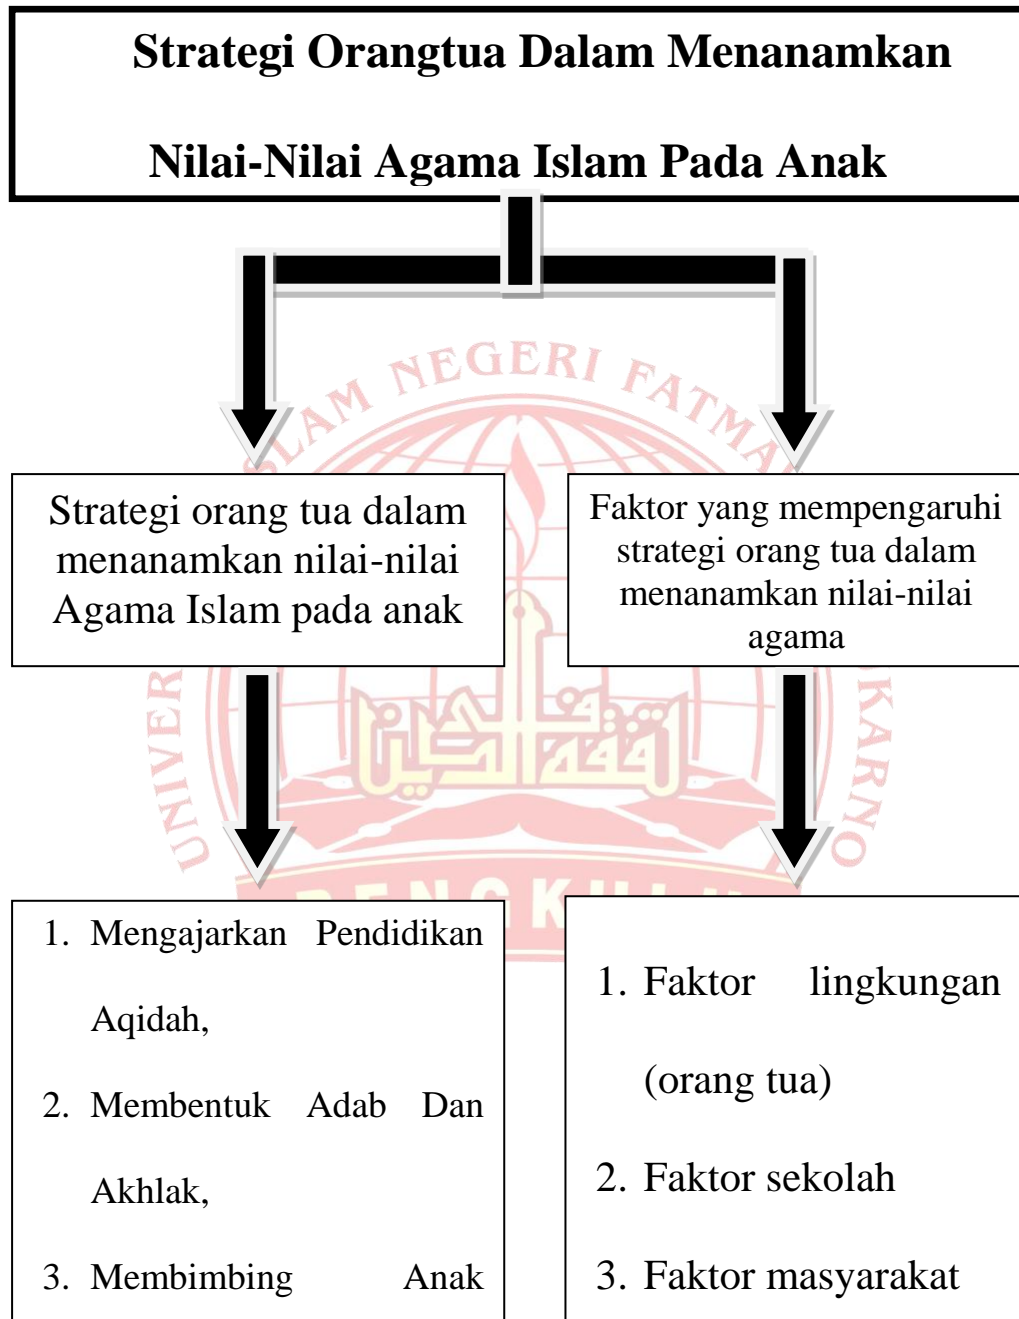 Strategi Orangtua Dalam Menanamkan
Nilai-Nilai Agama Islam Pada Anak
Strategi orang tua dalam
menanamkan nilai-nilai
Agama Islam pada anak
Faktor yang mempengaruhi
strategi orang tua dalam
menanamkan nilai-nilai
agama
1. Mengajarkan Pendidikan
Aqidah,
2. Membentuk Adab Dan
Akhlak,
3. Membimbing Anak
1. Faktor lingkungan
(orang tua)
2. Faktor sekolah
3. Faktor masyarakat
NEGERI